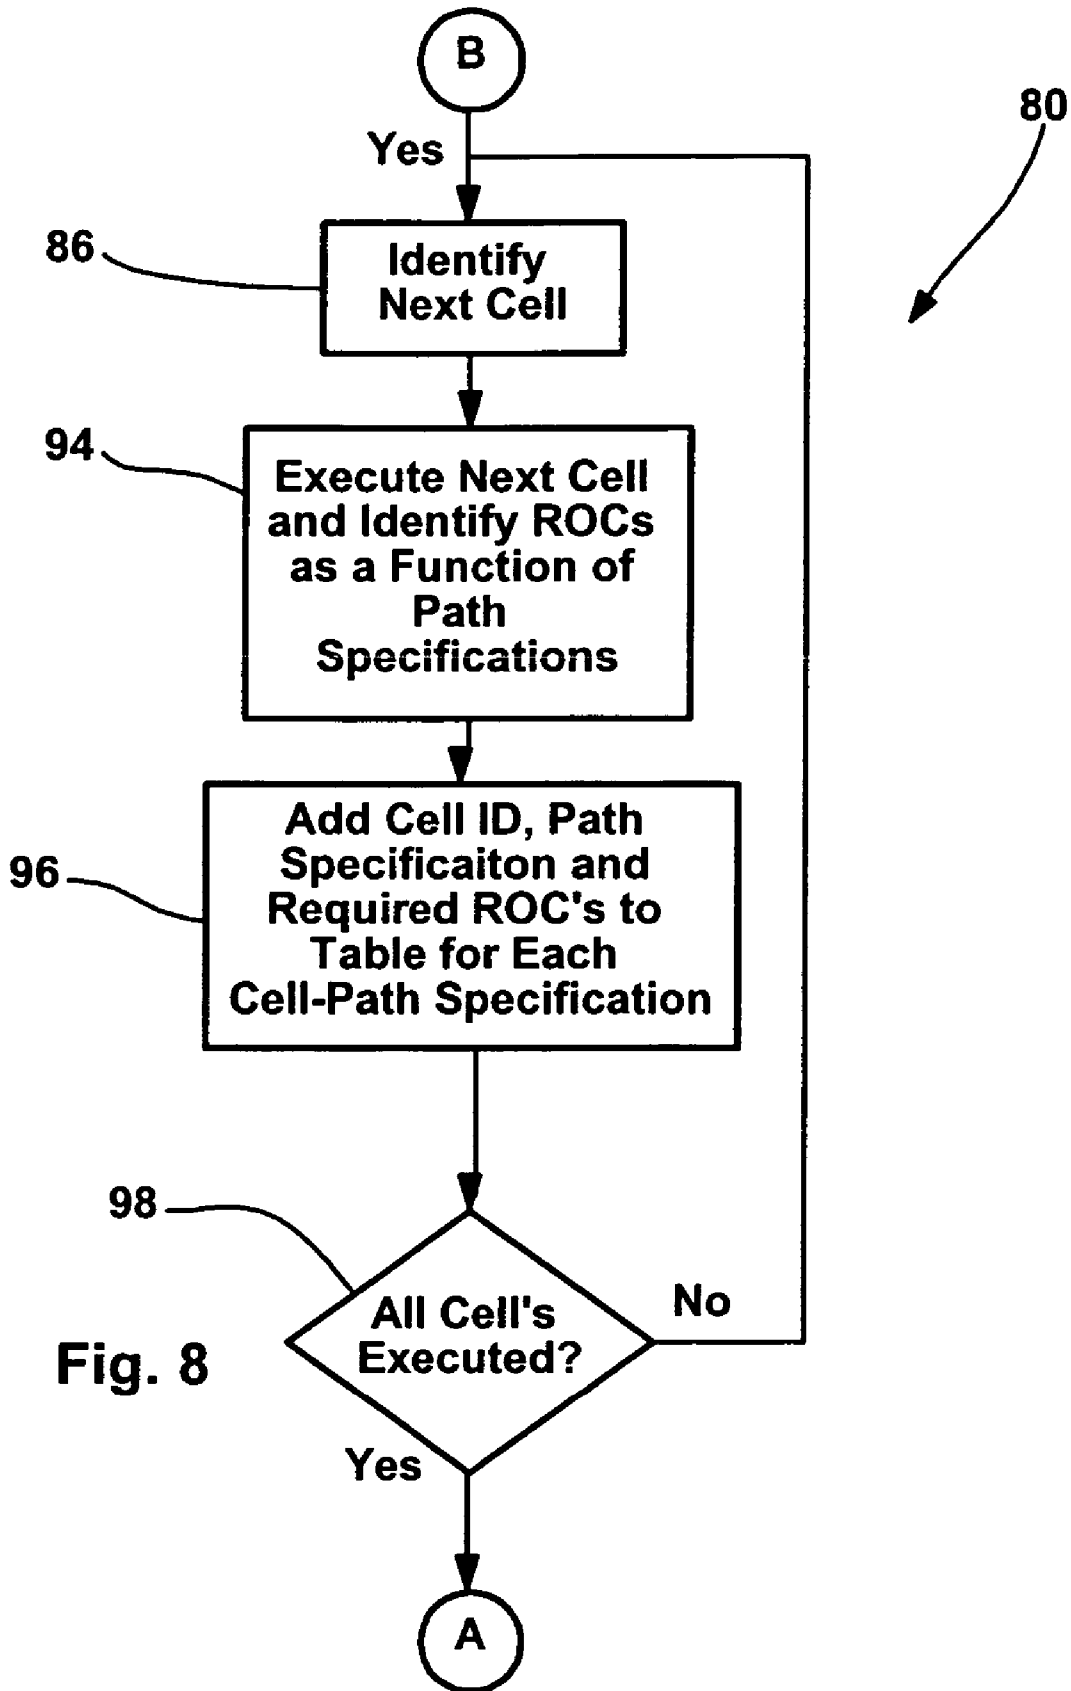 B
80
Yes
86
Identify
Next Cell
94
Execute Next Cell
and Identify ROCs
as a Function of
Path
Specifications
96
Add Cell ID, Path
Specificaiton and
Required ROC's to
Table for Each
Cell-Path Specification
98
All Cell's
Executed?
No
Fig. 8
Yes
A